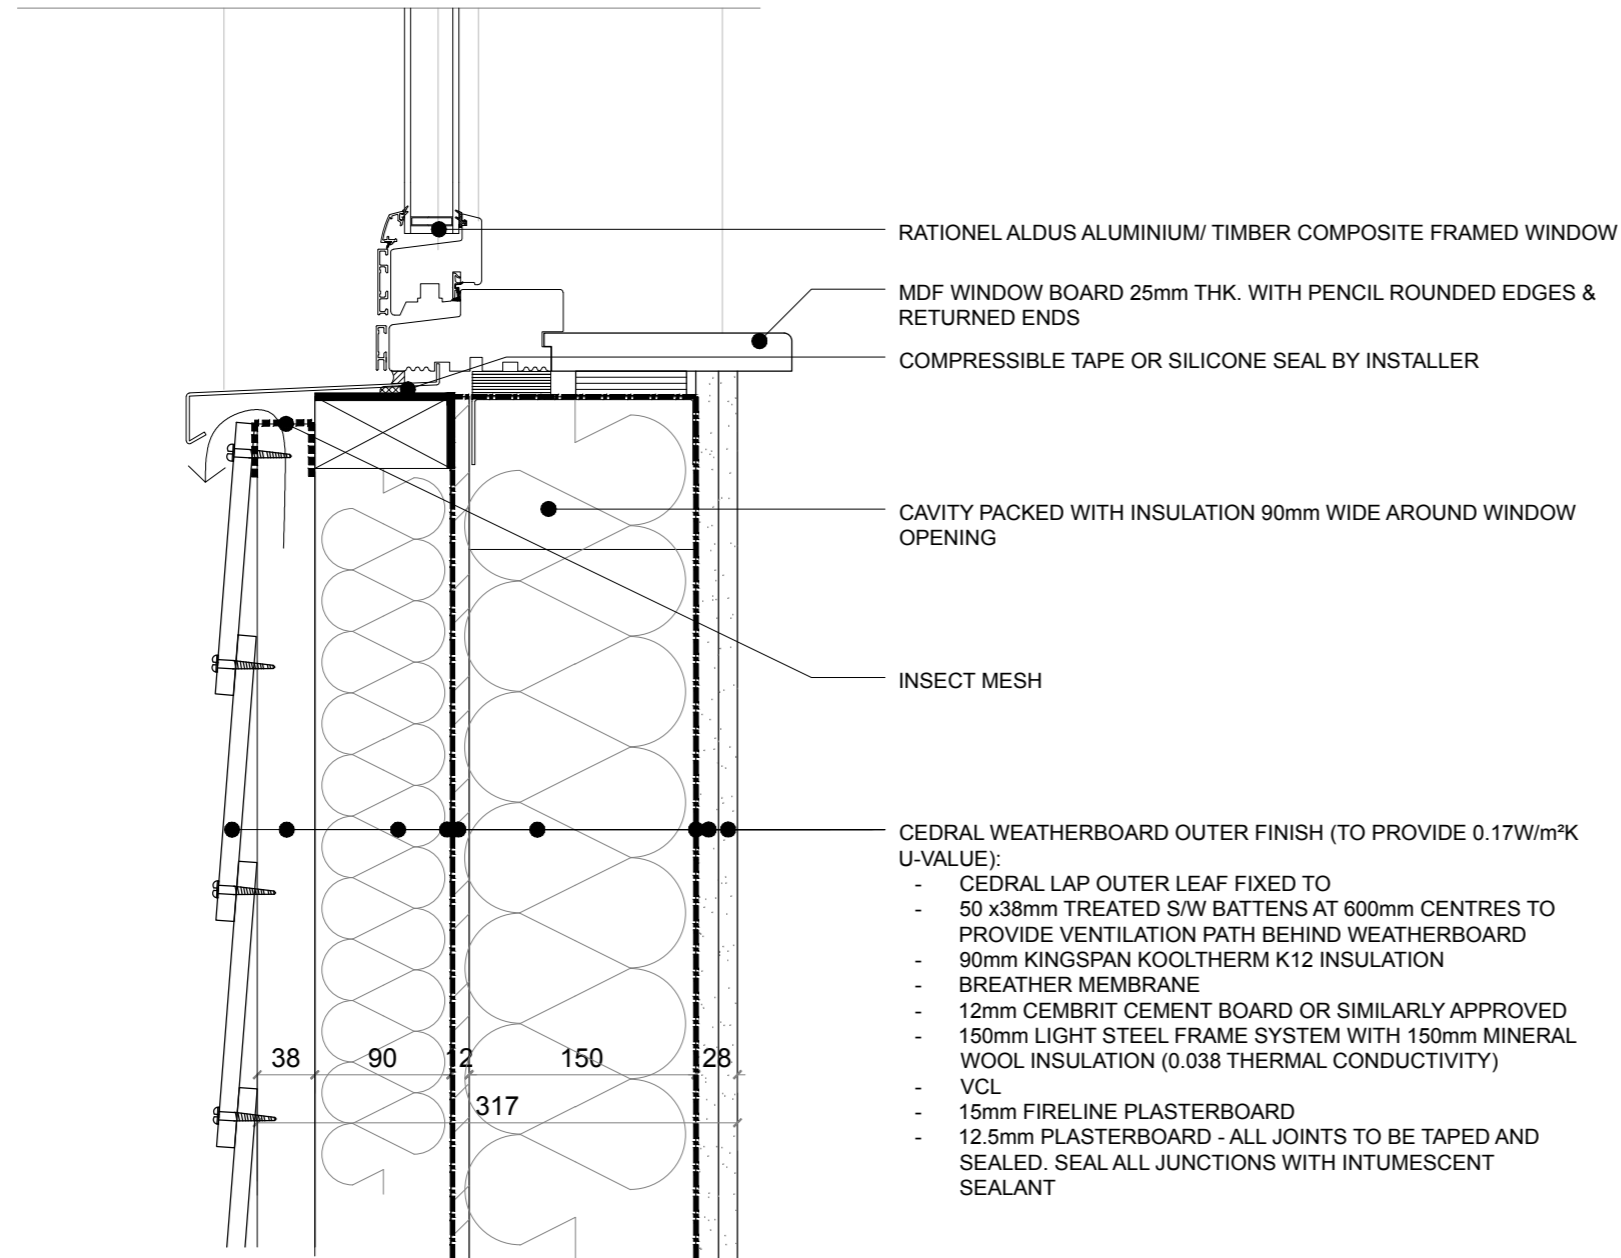 RATIONEL ALDUS ALUMINIUM/ TIMBER COMPOSITE FRAMED WINDOW
MDF WINDOW BOARD 25mm THK. WITH PENCIL ROUNDED EDGES &
RETURNED ENDS
COMPRESSIBLE TAPE OR SILICONE SEAL BY INSTALLER
CAVITY PACKED WITH INSULATION 90mm WIDE AROUND WINDOW
OPENING
INSECT MESH
CEDRAL WEATHERBOARD OUTER FINISH (TO PROVIDE 0.17W/m²K
U-VALUE):
- CEDRAL LAP OUTER LEAF FIXED TO
- 50 x38mm TREATED S/W BATTENS AT 600mm CENTRES TO
PROVIDE VENTILATION PATH BEHIND WEATHERBOARD
- 90mm KINGSPAN KOOLTHERM K12 INSULATION
- BREATHER MEMBRANE
- 12mm CEMBRIT CEMENT BOARD OR SIMILARLY APPROVED
- 150mm LIGHT STEEL FRAME SYSTEM WITH 150mm MINERAL
WOOL INSULATION (0.038 THERMAL CONDUCTIVITY)
- VCL
- 15mm FIRELINE PLASTERBOARD
- 12.5mm PLASTERBOARD - ALL JOINTS TO BE TAPED AND
SEALED. SEAL ALL JUNCTIONS WITH INTUMESCENT
SEALANT
38 90 12 150 28
317